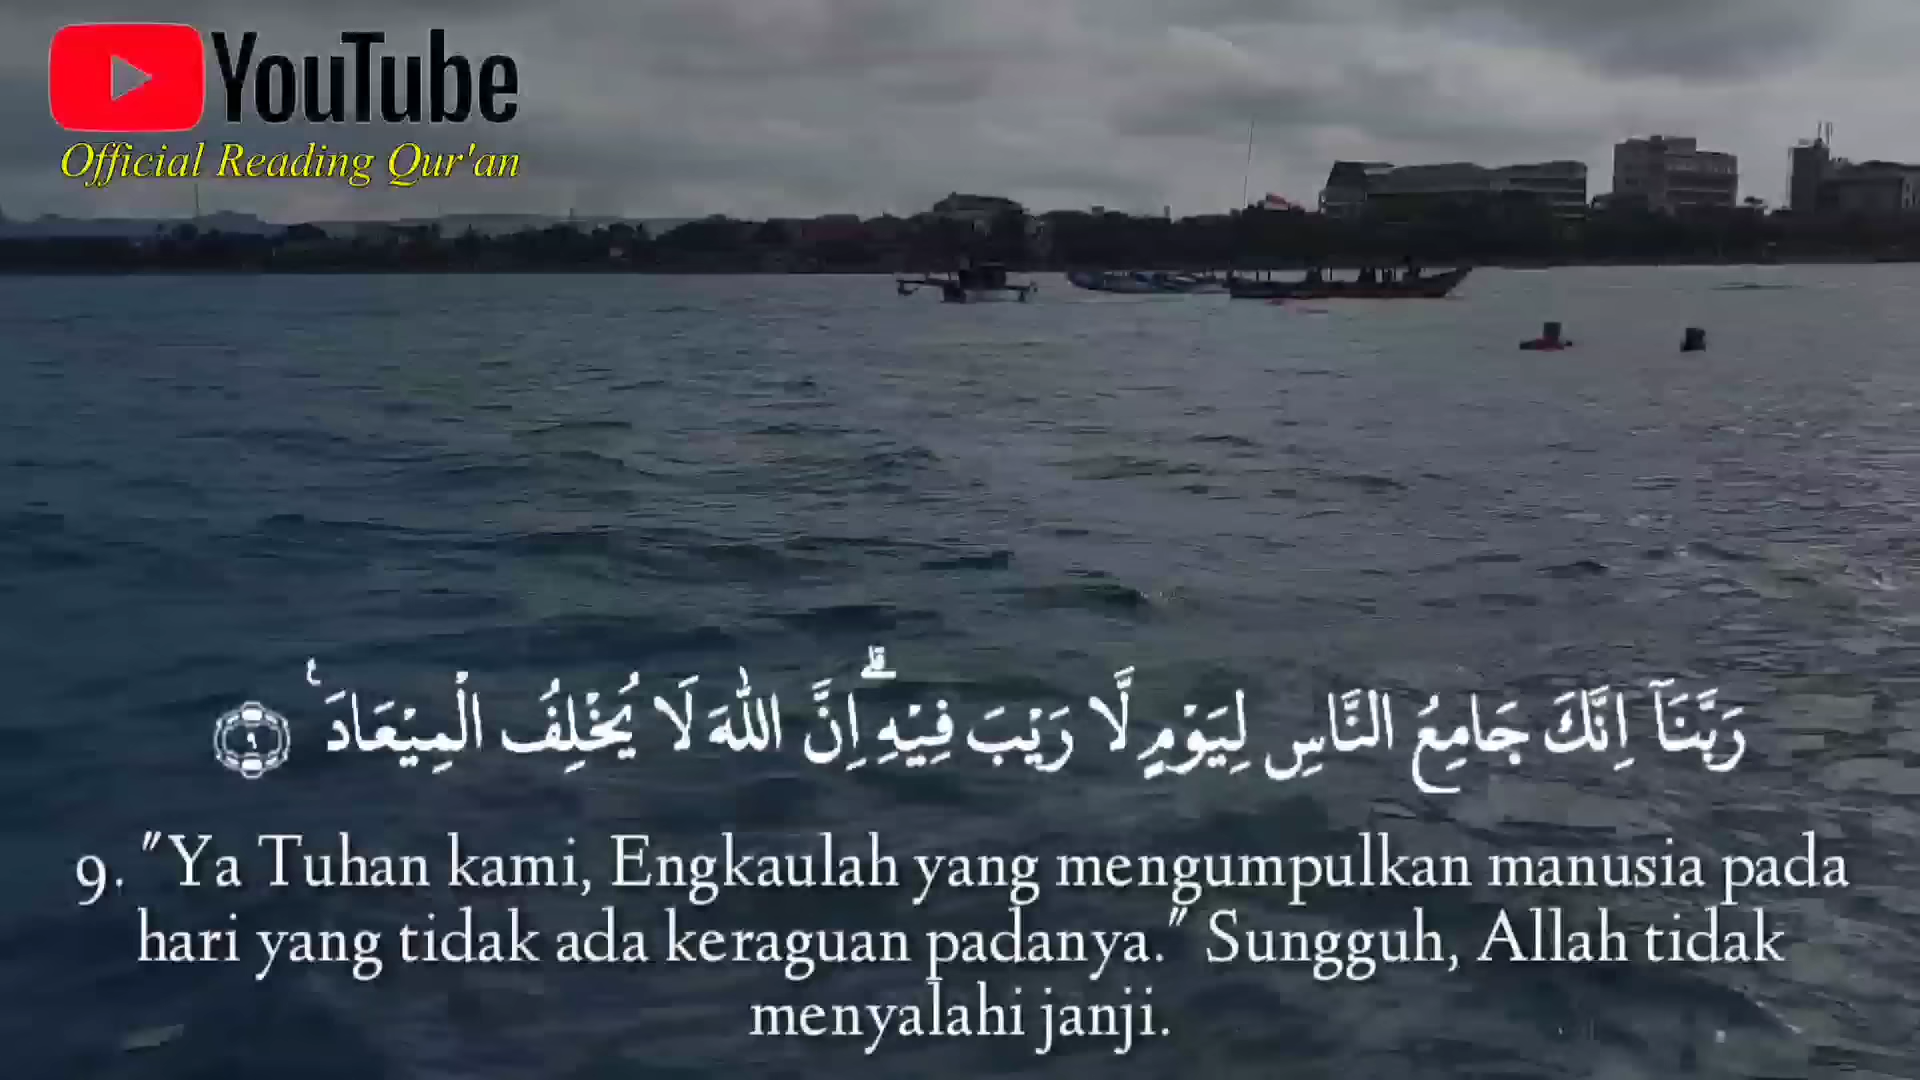 YouTube
Official Reading Qur'an
رَبَّنَآ اِنَّكَ جَامِعُ النَّاسِ لِيَوْمٍ لَّا رَيْبَ فِيْهِ ۗاِنَّ اللّٰهَ لَا يُخْلِفُ الْمِيْعَادَ ࣖ ٩
9. "Ya Tuhan kami, Engkaulah yang mengumpulkan manusia pada
hari yang tidak ada keraguan padanya." Sungguh, Allah tidak
menyalahi janji.